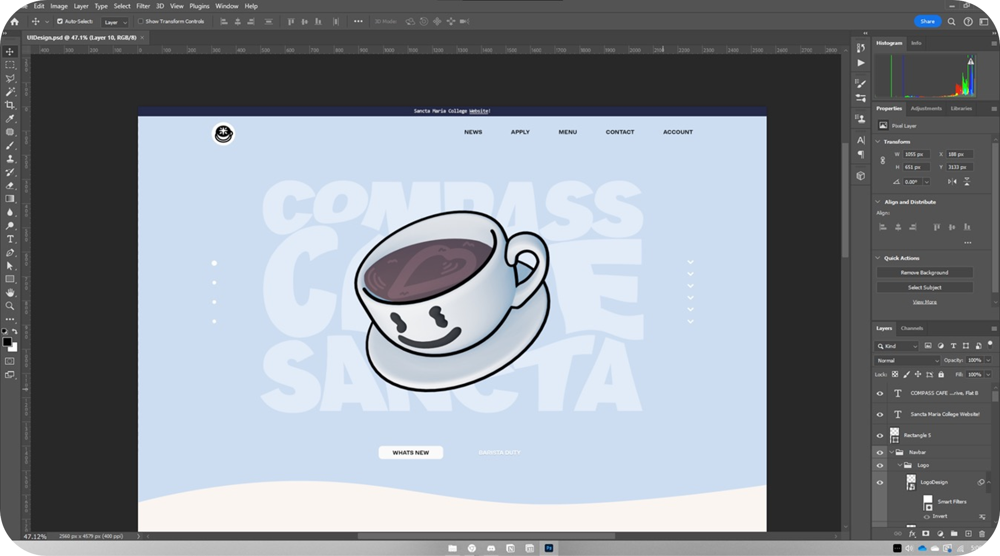 Edit Image Layer Type Select Filter 3D View Plugins Window Help
Auto-Select: Layer Show Transform Controls 3D Mode: Share
UIDesign.psd @ 47.1% (Layer 10, RGB/8) ×
400 300 200 100 0 100 200 300 400 500 600 700 800 900 1000 1100 1200 1300 1400 1500 1600 1700 1800 1900 2000 2100 2200 2300 2400 2500 2600 2700 2800
Sancta Maria College Website!
NEWS APPLY MENU CONTACT ACCOUNT
COMPASS
SANCTA
WHATS NEW BARISTA DUTY
47.12% 2560 px x 4579 px (400 ppi)
Histogram Info
Properties Adjustments Libraries
Pixel Layer
Transform
W 1055 px X 188 px
H 651 px Y 3133 px
0.00°
Align and Distribute
Align:
Quick Actions
Remove Background
Select Subject
View More
Layers Channels
Kind
Normal Opacity: 100%
Lock: Fill: 100%
COMPASS CAFE ...rive, Flat B
Sancta Maria College Website!
Rectangle 5
Navbar
Logo
LogoDesign
Smart Filters
Invert
fx
Ps
31